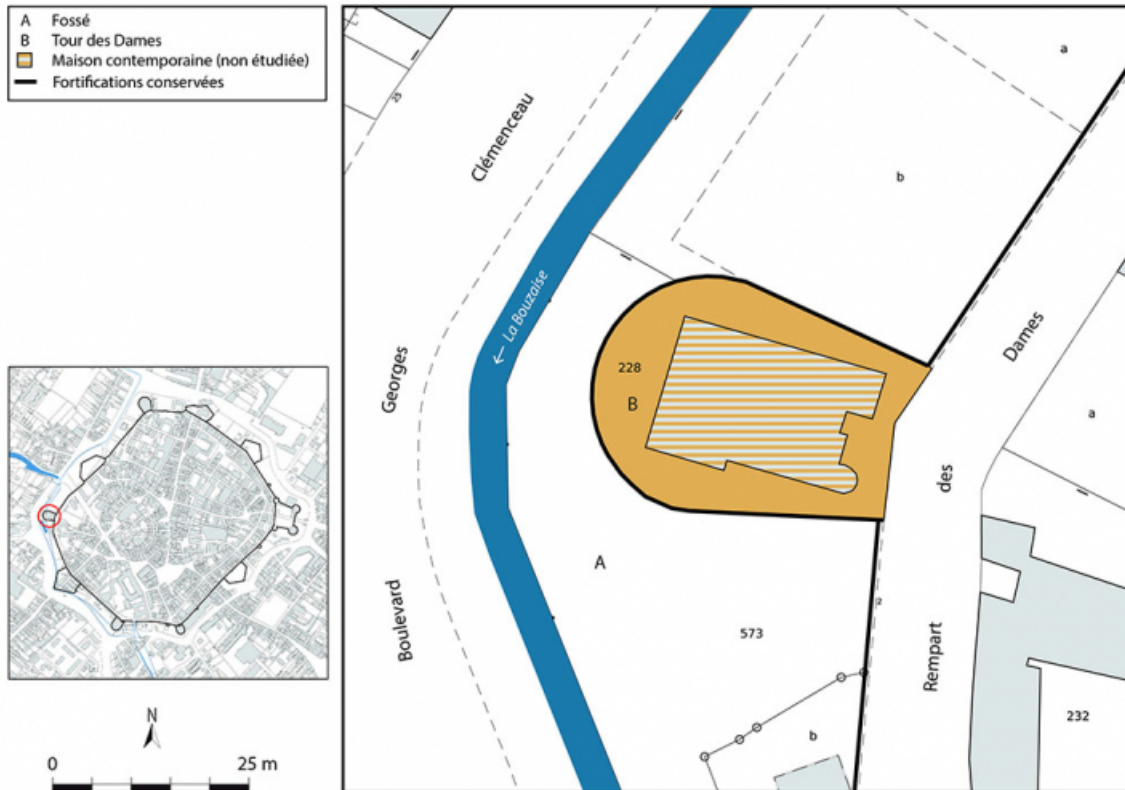 A Fossé
B Tour des Dames
Maison contemporaine (non étudiée)
Fortifications conservées
N
0 25 m
25
Clémenceau
Georges
Boulevard
← La Bouzaise
a
b
228
B
A
573
b
2
Dames
des
Rempart
a
232